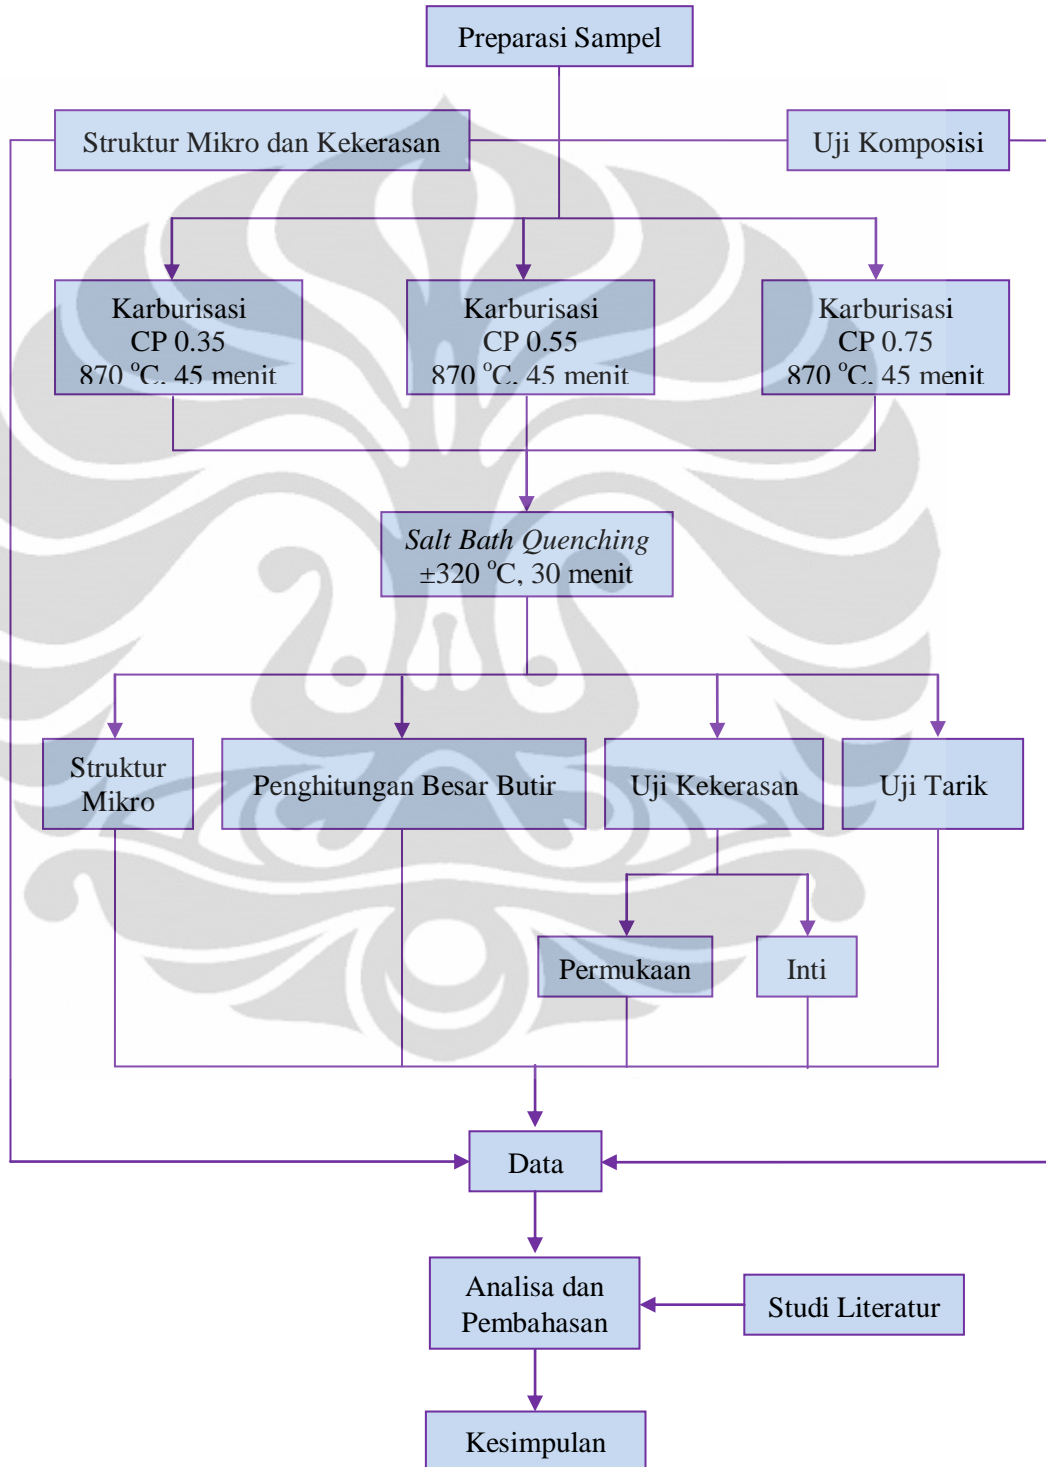 Preparasi Sampel
Struktur Mikro dan Kekerasan
Uji Komposisi
Karburisasi
CP 0.35
870 °C, 45 menit
Karburisasi
CP 0.55
870 °C, 45 menit
Karburisasi
CP 0.75
870 °C, 45 menit
Salt Bath Quenching
±320 °C, 30 menit
Struktur
Mikro
Penghitungan Besar Butir
Uji Kekerasan
Uji Tarik
Permukaan
Inti
Data
Analisa dan
Pembahasan
Studi Literatur
Kesimpulan